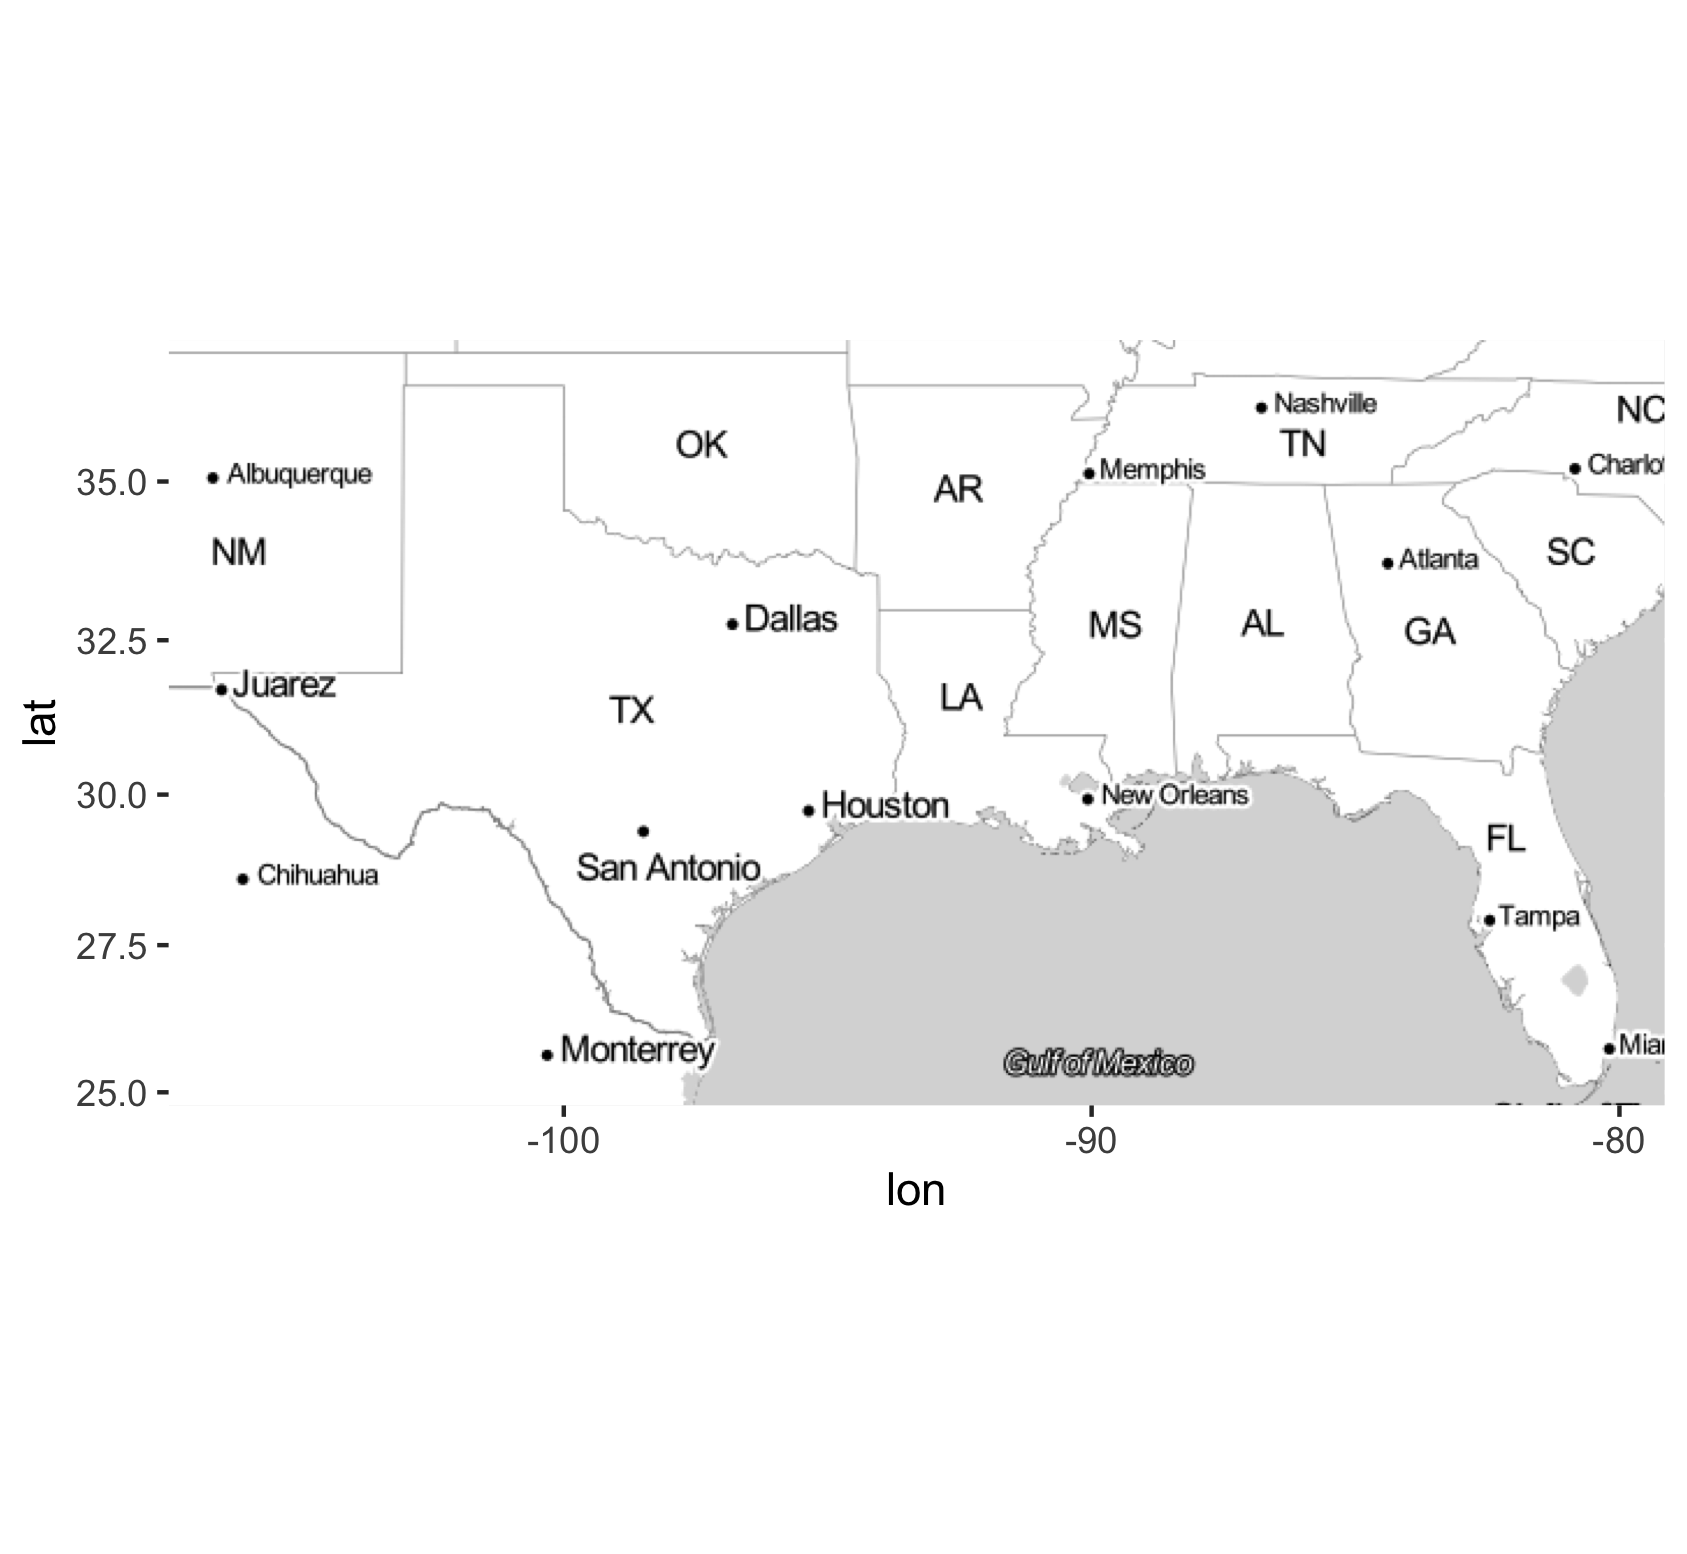 Nashville
NC
OK
TN
Albuquerque
Memphis
Charlot
35.0
AR
NM
Atlanta
SC
Dallas
MS
AL
GA
32.5
Juarez
LA
TX
lat
30.0
Houston
New Orleans
FL
San Antonio
Chihuahua
Tampa
27.5
Monterrey
Gulf of Mexico
Miar
25.0
-100
-90
-80
lon